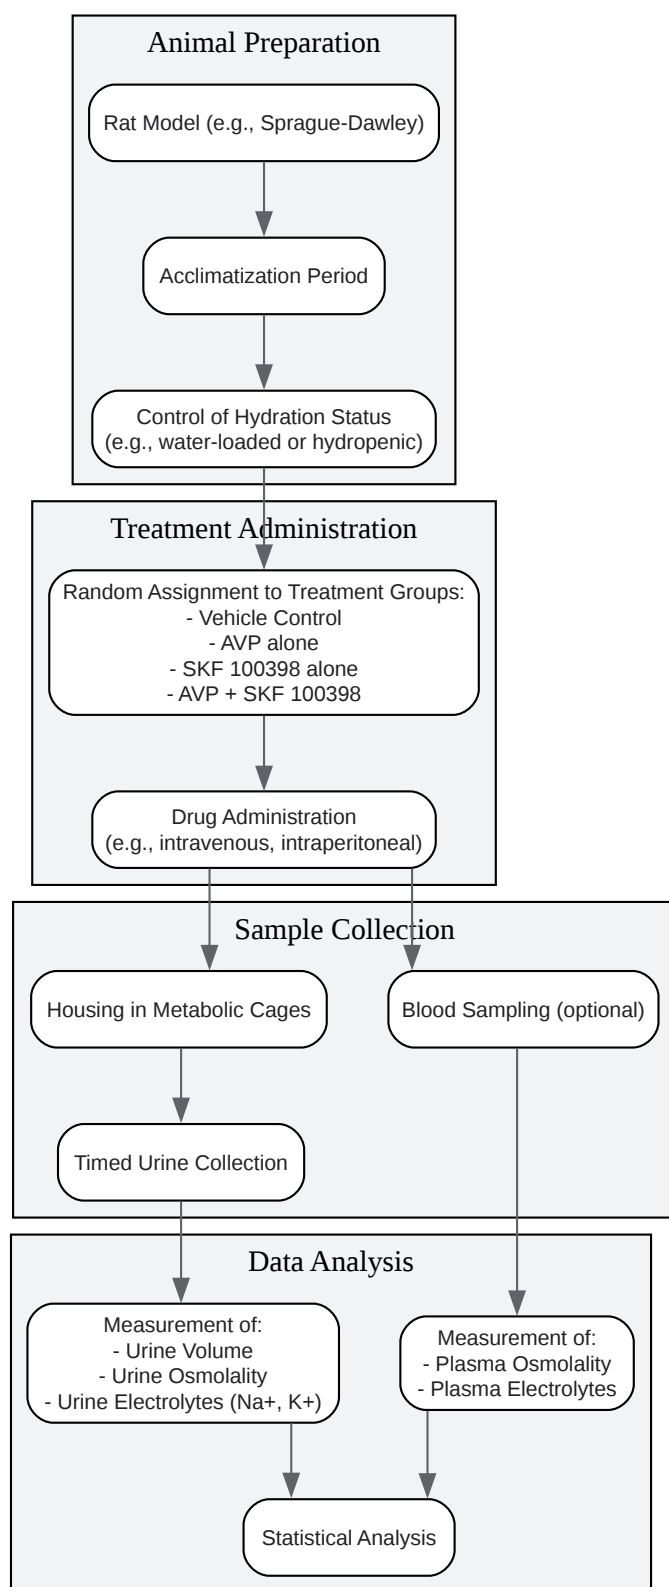 Animal Preparation
Rat Model (e.g., Sprague-Dawley)
Acclimatization Period
Control of Hydration Status
(e.g., water-loaded or hydropenic)
Treatment Administration
Random Assignment to Treatment Groups:
- Vehicle Control
- AVP alone
- SKF 100398 alone
- AVP + SKF 100398
Drug Administration
(e.g., intravenous, intraperitoneal)
Sample Collection
Housing in Metabolic Cages
Blood Sampling (optional)
Timed Urine Collection
Data Analysis
Measurement of:
- Urine Volume
- Urine Osmolality
- Urine Electrolytes (Na+, K+)
Measurement of:
- Plasma Osmolality
- Plasma Electrolytes
Statistical Analysis